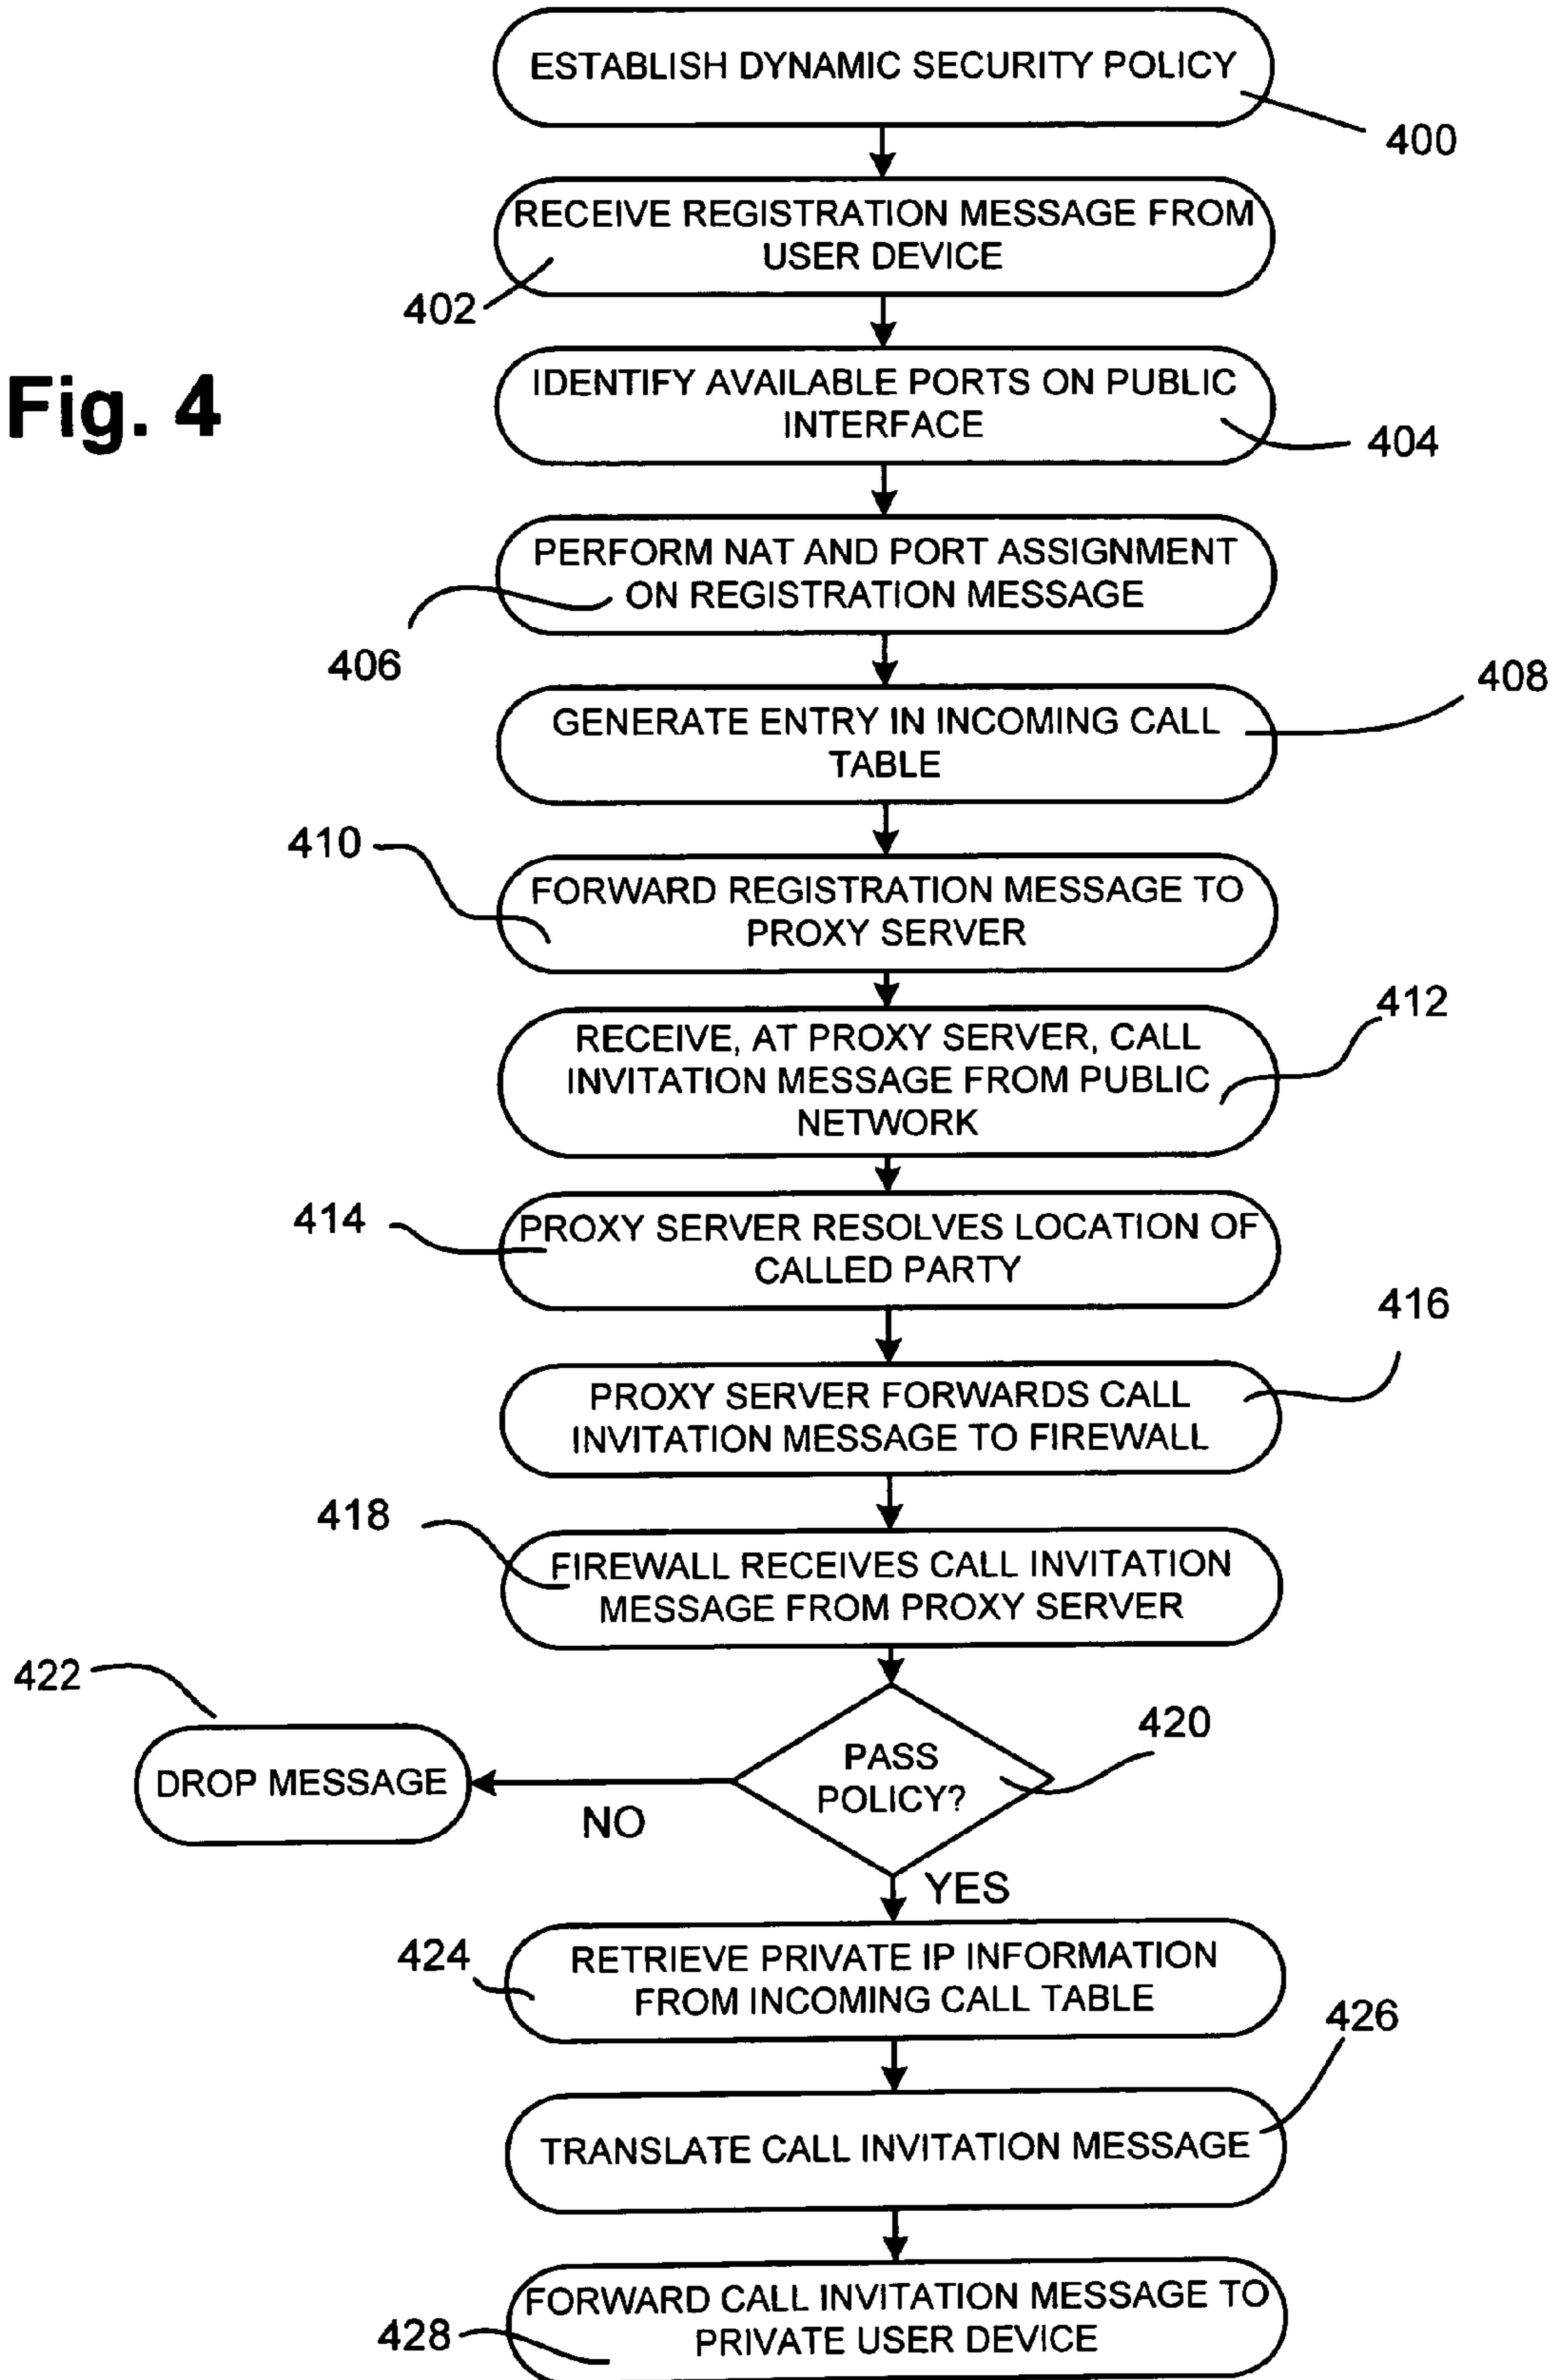 ESTABLISH DYNAMIC SECURITY POLICY
400
RECEIVE REGISTRATION MESSAGE FROM
USER DEVICE
402
Fig. 4
IDENTIFY AVAILABLE PORTS ON PUBLIC
INTERFACE
404
PERFORM NAT AND PORT ASSIGNMENT
ON REGISTRATION MESSAGE
406
408
GENERATE ENTRY IN INCOMING CALL
TABLE
410
FORWARD REGISTRATION MESSAGE TO
PROXY SERVER
412
RECEIVE, AT PROXY SERVER, CALL
INVITATION MESSAGE FROM PUBLIC
NETWORK
414
PROXY SERVER RESOLVES LOCATION OF
CALLED PARTY
416
PROXY SERVER FORWARDS CALL
INVITATION MESSAGE TO FIREWALL
418
FIREWALL RECEIVES CALL INVITATION
MESSAGE FROM PROXY SERVER
422
420
PASS
POLICY?
DROP MESSAGE
NO
YES
424
RETRIEVE PRIVATE IP INFORMATION
FROM INCOMING CALL TABLE
426
TRANSLATE CALL INVITATION MESSAGE
FORWARD CALL INVITATION MESSAGE TO
PRIVATE USER DEVICE
428